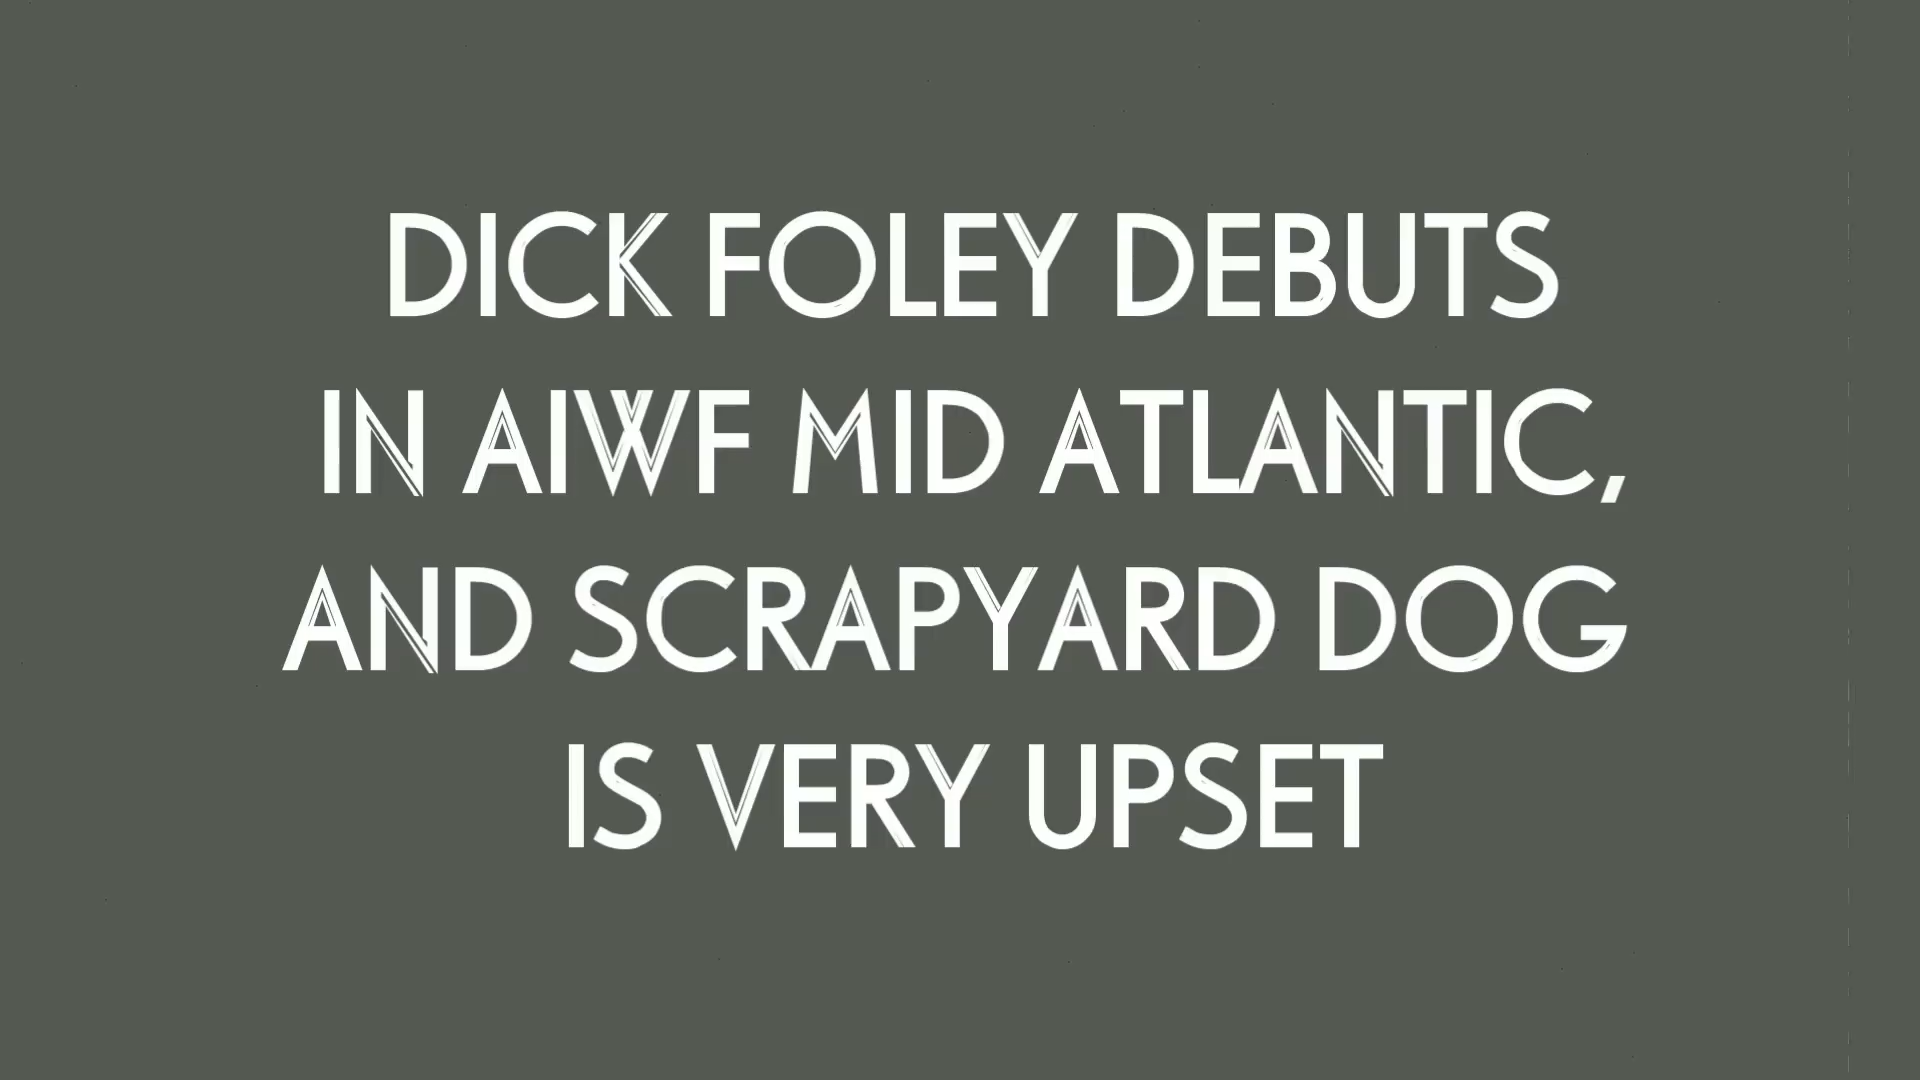 DICK FOLEY DEBUTS
IN AIWF MID ATLANTIC,
AND SCRAPYARD DOG
IS VERY UPSET